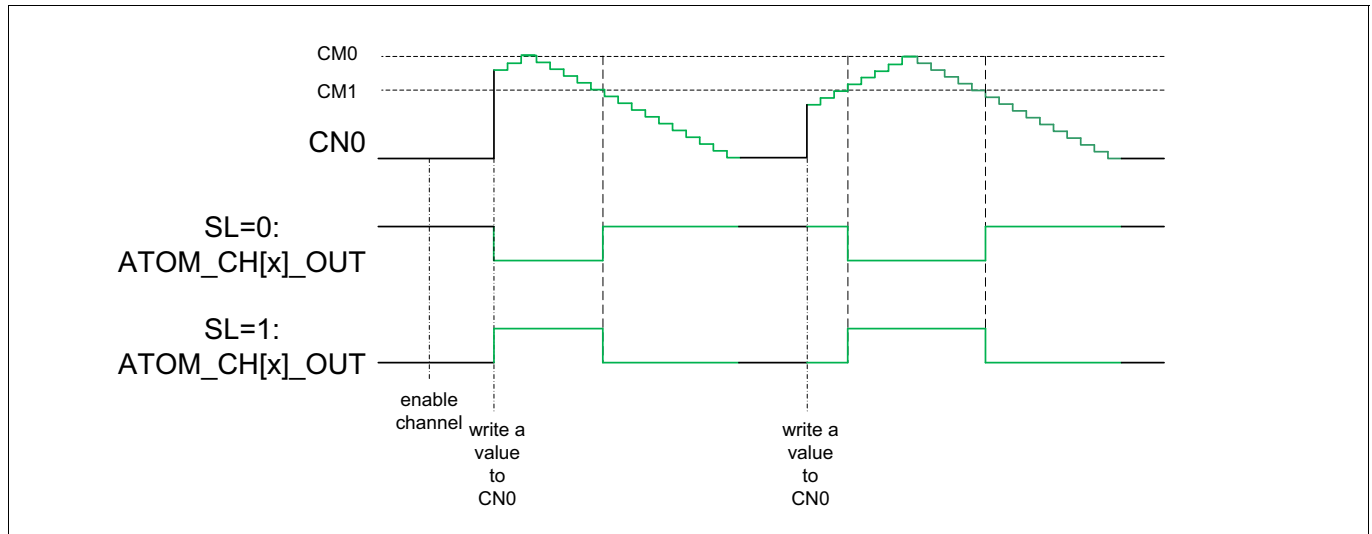 CM0
CM1
CN0
SL=0:
ATOM_CH[x]_OUT
SL=1:
ATOM_CH[x]_OUT
enable
channel
write a
value
to
CN0
write a
value
to
CN0